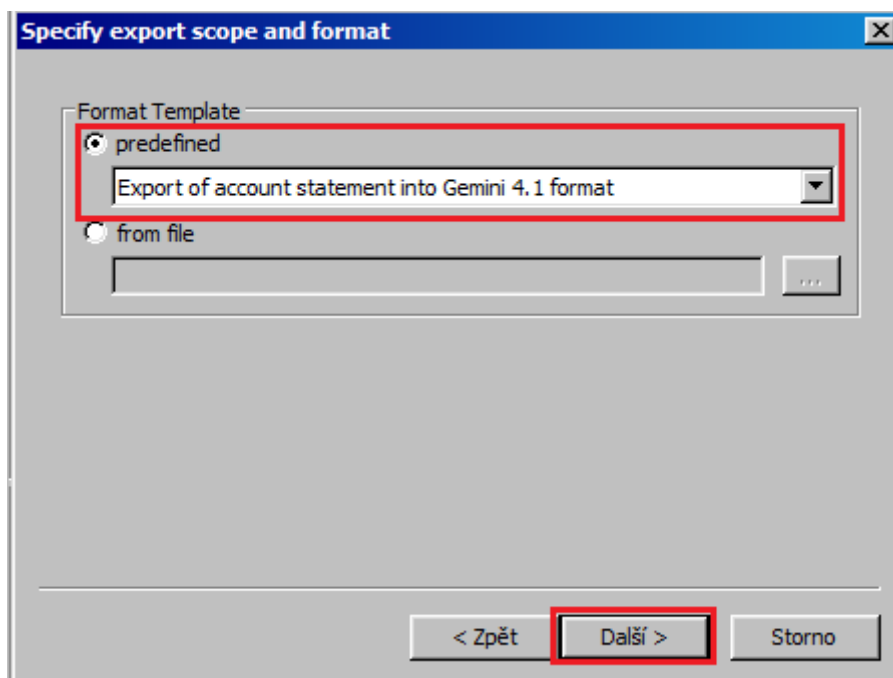 Specify export scope and format
Format Template
predefined
Export of account statement into Gemini 4.1 format
from file
...
< Zpět Další > Storno